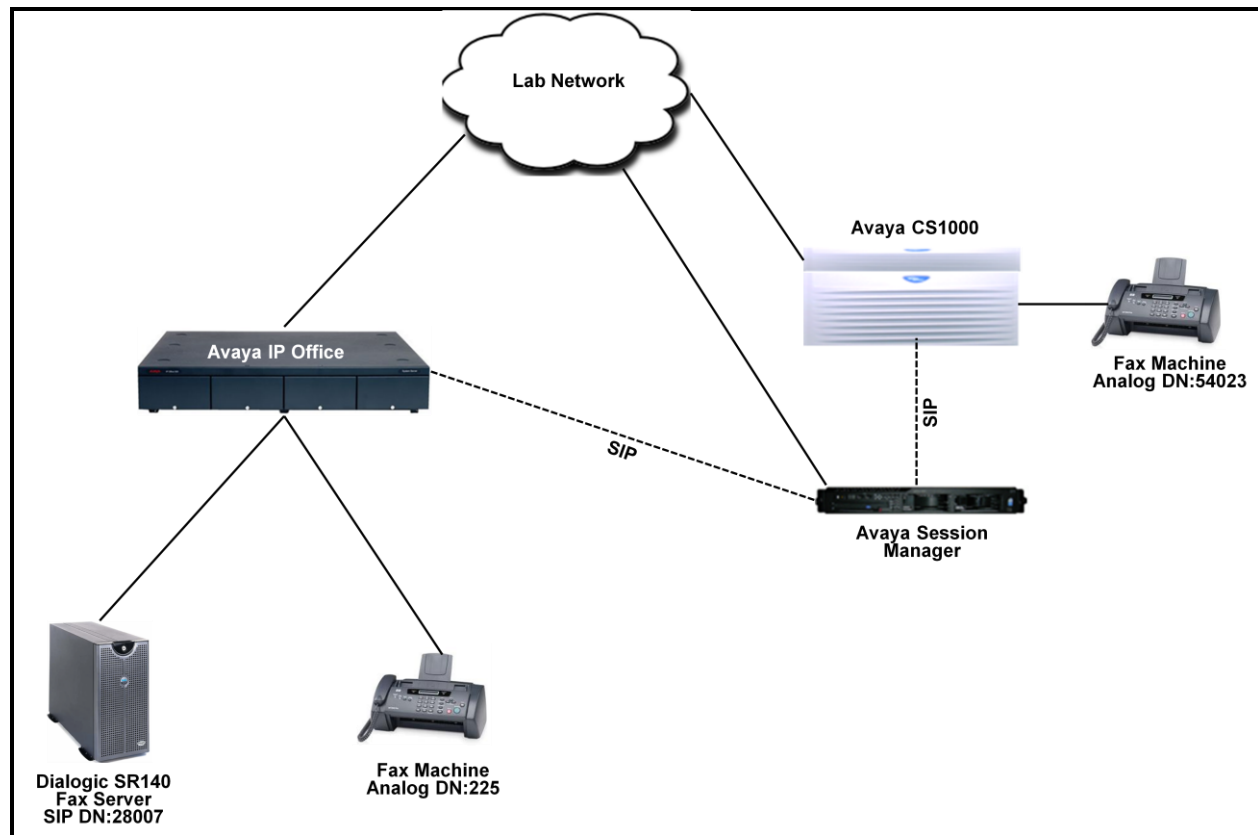 Lab Network
Avaya CS1000
Avaya IP Office
Fax Machine
Analog DN:54023
SIP
SIP
Avaya Session
Manager
Dialogic SR140
Fax Server
SIP DN:28007
Fax Machine
Analog DN:225